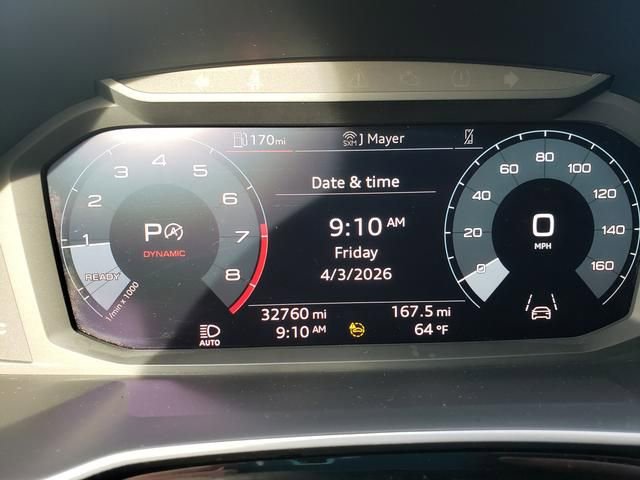 170mi
SXM Mayer
Date & time
9:10 AM
Friday
4/3/2026
1
2
3
4
5
6
7
8
READY
1/min x 1000
P
DYNAMIC
0
20
40
60
80
100
120
140
160
0
MPH
AUTO
32760 mi
167.5 mi
9:10 AM
64 °F